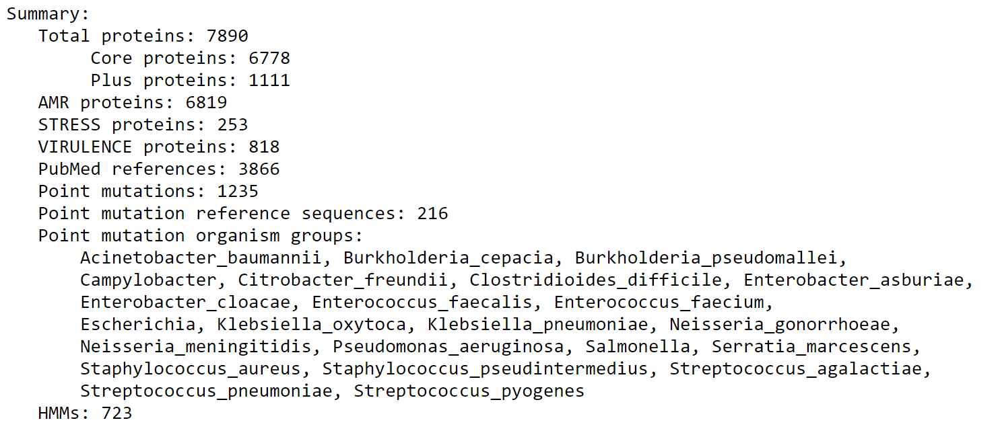 Summary:
Total proteins: 7890
Core proteins: 6778
Plus proteins: 1111
AMR proteins: 6819
STRESS proteins: 253
VIRULENCE proteins: 818
PubMed references: 3866
Point mutations: 1235
Point mutation reference sequences: 216
Point mutation organism groups:
Acinetobacter_baumannii, Burkholderia_cepacia, Burkholderia_pseudomallei,
Campylobacter, Citrobacter_freundii, Clostridioides_difficile, Enterobacter_asburiae,
Enterobacter_cloacae, Enterococcus_faecalis, Enterococcus_faecium,
Escherichia, Klebsiella_oxytoca, Klebsiella_pneumoniae, Neisseria_gonorrhoeae,
Neisseria_meningitidis, Pseudomonas_aeruginosa, Salmonella, Serratia_marcescens,
Staphylococcus_aureus, Staphylococcus_pseudintermedius, Streptococcus_agalactiae,
Streptococcus_pneumoniae, Streptococcus_pyogenes
HMMs: 723